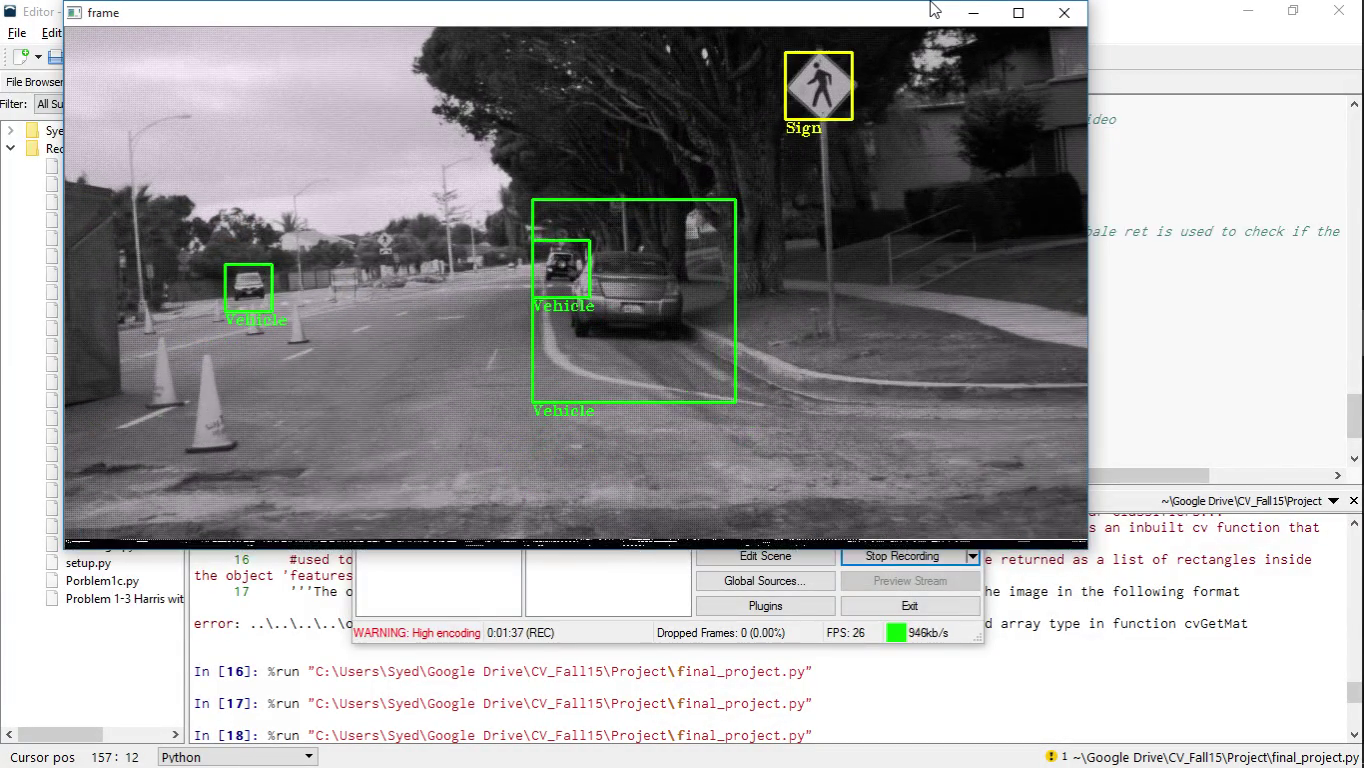 Editor -
frame
File Edit
File Browser
Filter: All Su
Sye
Rec
ideo
bale ret is used to check if the
Sign
Vehicle
Vehicle
Vehicle
~\Google Drive\CV_Fall15\Project
s an inbuilt cv function that
16 #used to
e returned as a list of rectangles inside
the object 'features
17 '''The o
he image in the following format
error: ..\..\..\..\o
d array type in function cvGetMat
setup.py
Porblem1c.py
Problem 1-3 Harris wit
Edit Scene
Stop Recording
Global Sources...
Preview Stream
Plugins
Exit
WARNING: High encoding 0:01:37 (REC) Dropped Frames: 0 (0.00%) FPS: 26 946kb/s
In [16]: %run "C:\Users\Syed\Google Drive\CV_Fall15\Project\final_project.py"
In [17]: %run "C:\Users\Syed\Google Drive\CV_Fall15\Project\final_project.py"
In [18]: %run "C:\Users\Syed\Google Drive\CV_Fall15\Project\final_project.py"
Cursor pos 157: 12 Python 1 ~\Google Drive\CV_Fall15\Project\final_project.py